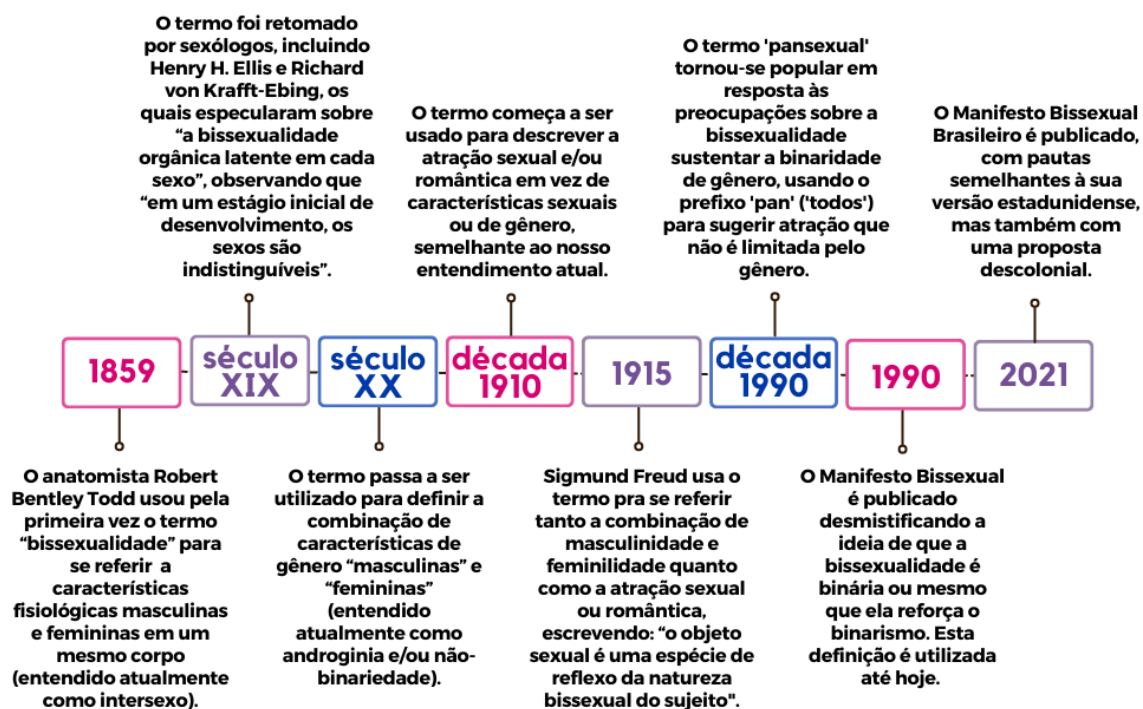 O termo foi retomado
por sexólogos, incluindo
Henry H. Ellis e Richard
von Krafft-Ebing, os
quais especularam sobre
“a bissexualidade
orgânica latente em cada
sexo”, observando que
“em um estágio inicial de
desenvolvimento, os
sexos são
indistinguíveis”.
O termo começa a ser
usado para descrever a
atração sexual e/ou
romântica em vez de
características sexuais
ou de gênero,
semelhante ao nosso
entendimento atual.
O termo 'pansexual'
tornou-se popular em
resposta às
preocupações sobre a
bissexualidade
sustentar a binaridade
de gênero, usando o
prefixo 'pan' ('todos')
para sugerir atração que
não é limitada pelo
gênero.
O Manifesto Bissexual
Brasileiro é publicado,
com pautas
semelhantes à sua
versão estadunidense,
mas também com
uma proposta
descolonial.
1859
século
XIX
século
XX
década
1910
1915
década
1990
1990
2021
O anatomista Robert
Bentley Todd usou pela
primeira vez o termo
“bissexualidade” para
se referir a
características
fisiológicas masculinas
e femininas em um
mesmo corpo
(entendido atualmente
como intersexo).
O termo passa a ser
utilizado para definir a
combinação de
características de
gênero “masculinas” e
“femininas”
(entendido
atualmente como
androginia e/ou não-
binariedade).
Sigmund Freud usa o
termo pra se referir
tanto a combinação de
masculinidade e
feminilidade quanto
como a atração sexual
ou romântica,
escrevendo: “o objeto
sexual é uma espécie de
reflexo da natureza
bissexual do sujeito".
O Manifesto Bissexual
é publicado
desmistificando a
ideia de que a
bissexualidade é
binária ou mesmo
que ela reforça o
binarismo. Esta
definição é utilizada
até hoje.